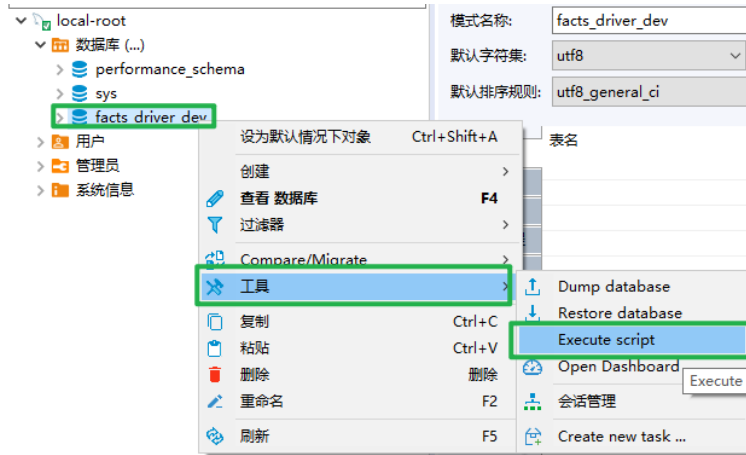 local-root
数据库 (...)
performance_schema
sys
facts_driver_dev
用户
管理员
系统信息
模式名称: facts_driver_dev
默认字符集: utf8
默认排序规则: utf8_general_ci
表名
设为默认情况下对象 Ctrl+Shift+A
创建
查看 数据库 F4
过滤器
Compare/Migrate
工具
复制 Ctrl+C
粘贴 Ctrl+V
删除 删除
重命名 F2
刷新 F5
Dump database
Restore database
Execute script
Open Dashboard
Execute
会话管理
Create new task ...